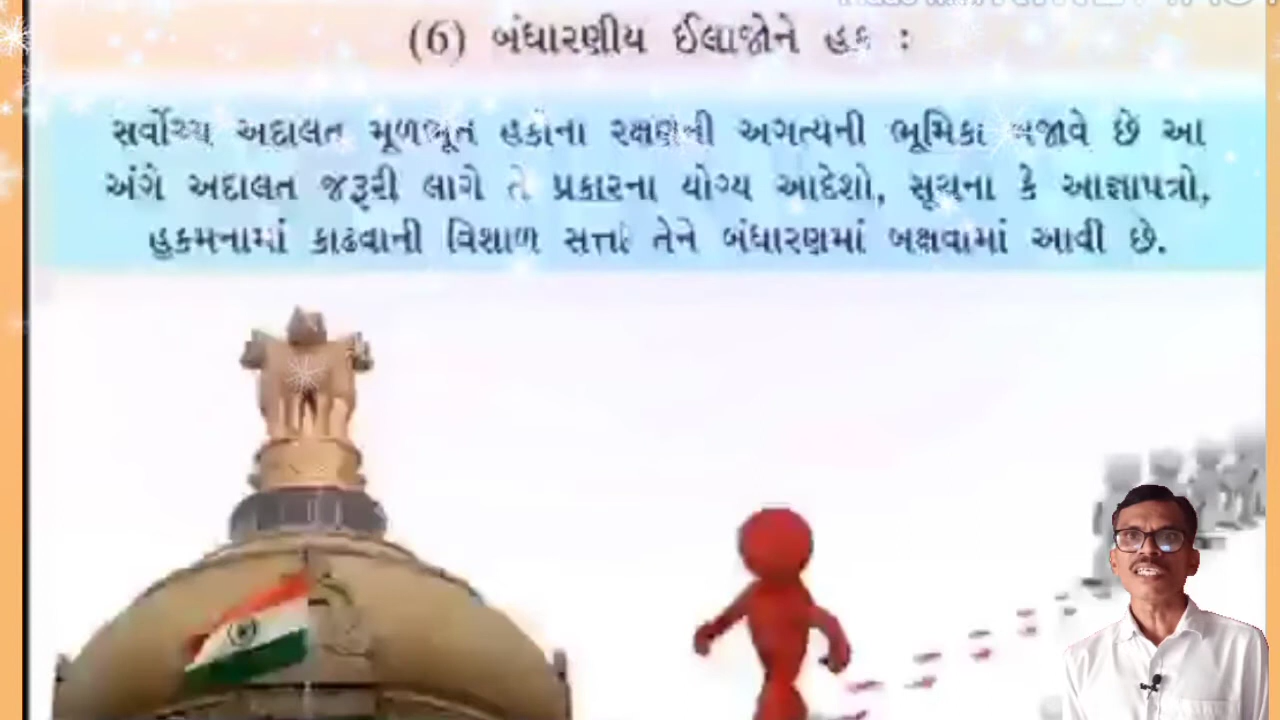 (6) બંધારણીય ઈલાજોને હક :
સર્વોચ્ચ અદાલત મૂળભૂત હકોના રક્ષણની અગત્યની ભૂમિકા બજાવે છે આ
અંગે અદાલત જરૂરી લાગે તે પ્રકારના યોગ્ય આદેશો, સૂચના કે આજ્ઞાપત્રો,
હકમનામાં કાઢવાની વિશાળ સત્તા તેને બંધારણમાં બક્ષવામાં આવી છે.